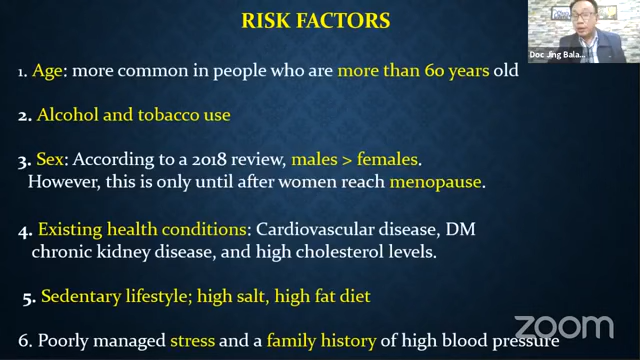 RISK FACTORS
1. Age: more common in people who are more than 60 years old
2. Alcohol and tobacco use
3. Sex: According to a 2018 review, males > females.
However, this is only until after women reach menopause.
4. Existing health conditions: Cardiovascular disease, DM
chronic kidney disease, and high cholesterol levels.
5. Sedentary lifestyle; high salt, high fat diet
6. Poorly managed stress and a family history of high blood pressure
Doc Jing Bala...
zoom